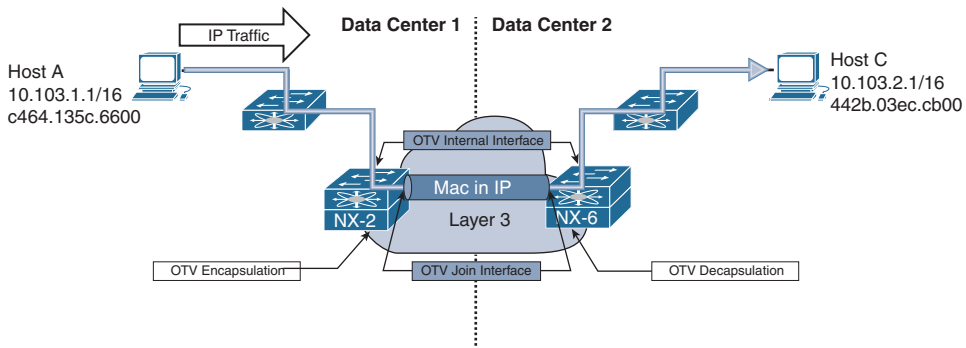 Data Center 1
Data Center 2
IP Traffic
Host A
10.103.1.1/16
c464.135c.6600
Host C
10.103.2.1/16
442b.03ec.cb00
OTV Internal Interface
Mac in IP
NX-2
Layer 3
NX-6
OTV Encapsulation
OTV Join Interface
OTV Decapsulation